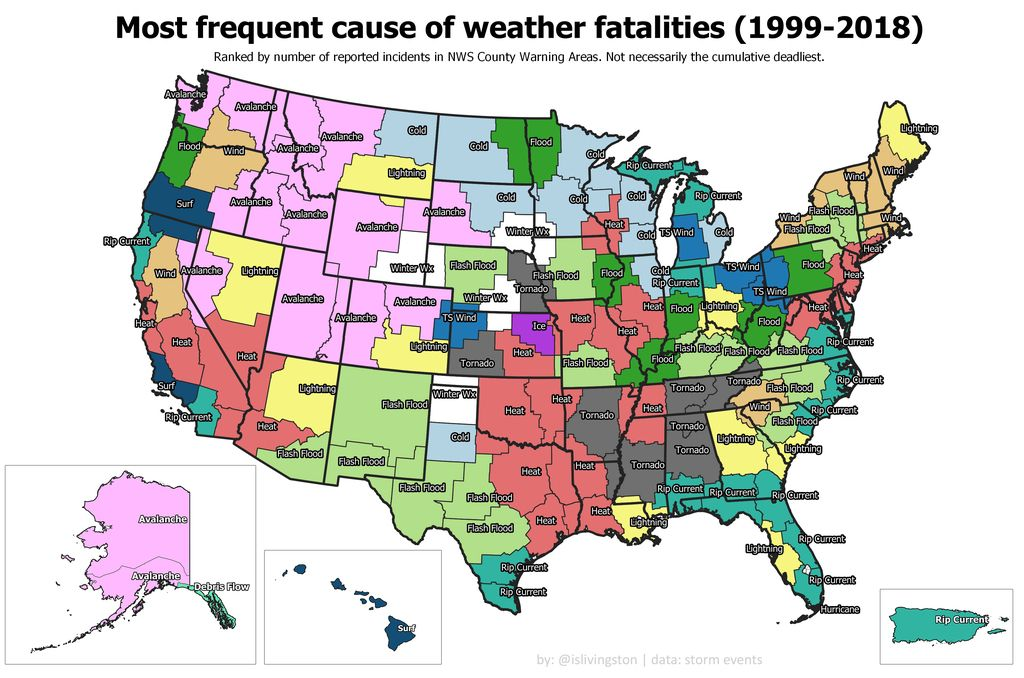 Most frequent cause of weather fatalities (1999-2018)
Ranked by number of reported incidents in NWS County Warning Areas. Not necessarily the cumulative deadliest.
Avalanche
Avalanche
Avalanche
Cold
Cold
Flood
Cold
Lightning
Flood
Wind
Avalanche
Lightning
Rip Current
Rip Current
Wind
Wind
Surf
Avalanche
Avalanche
Avalanche
Cold
Cold
Cold
Flash Flood
Wind
Wind
Rip Current
Avalanche
Winter Wx
Heat
Cold
TS Wind
Cold
Flash Flood
Heat
Wind
Avalanche
Lightning
Winter Wx
Flash Flood
Flash Flood
Flood
Cold
Rip Current
TS Wind
Flood
Heat
Avalanche
Avalanche
Winter Wx
Tornado
TS Wind
Heat
Avalanche
TS Wind
Ice
Heat
Heat
Flood
Lightning
Flood
Heat
Heat
Heat
Heat
Lightning
Tornado
Heat
Flash Flood
Flood
Flash Flood
Flash Flood
Flash Flood
Rip Current
Surf
Lightning
Winter Wx
Heat
Tornado
Tornado
Flash Flood
Rip Current
Rip Current
Heat
Flash Flood
Heat
Tornado
Heat
Tornado
Wind
Flash Flood
Rip Current
Flash Flood
Flash Flood
Cold
Heat
Heat
Tornado
Tornado
Lightning
Lightning
Flash Flood
Flash Flood
Heat
Heat
Rip Current
Rip Current
Rip Current
Flash Flood
Lightning
Rip Current
Lightning
Rip Current
Rip Current
Rip Current
Hurricane
Avalanche
Avalanche
Debris Flow
Surf
Rip Current
by: @islivingston | data: storm events